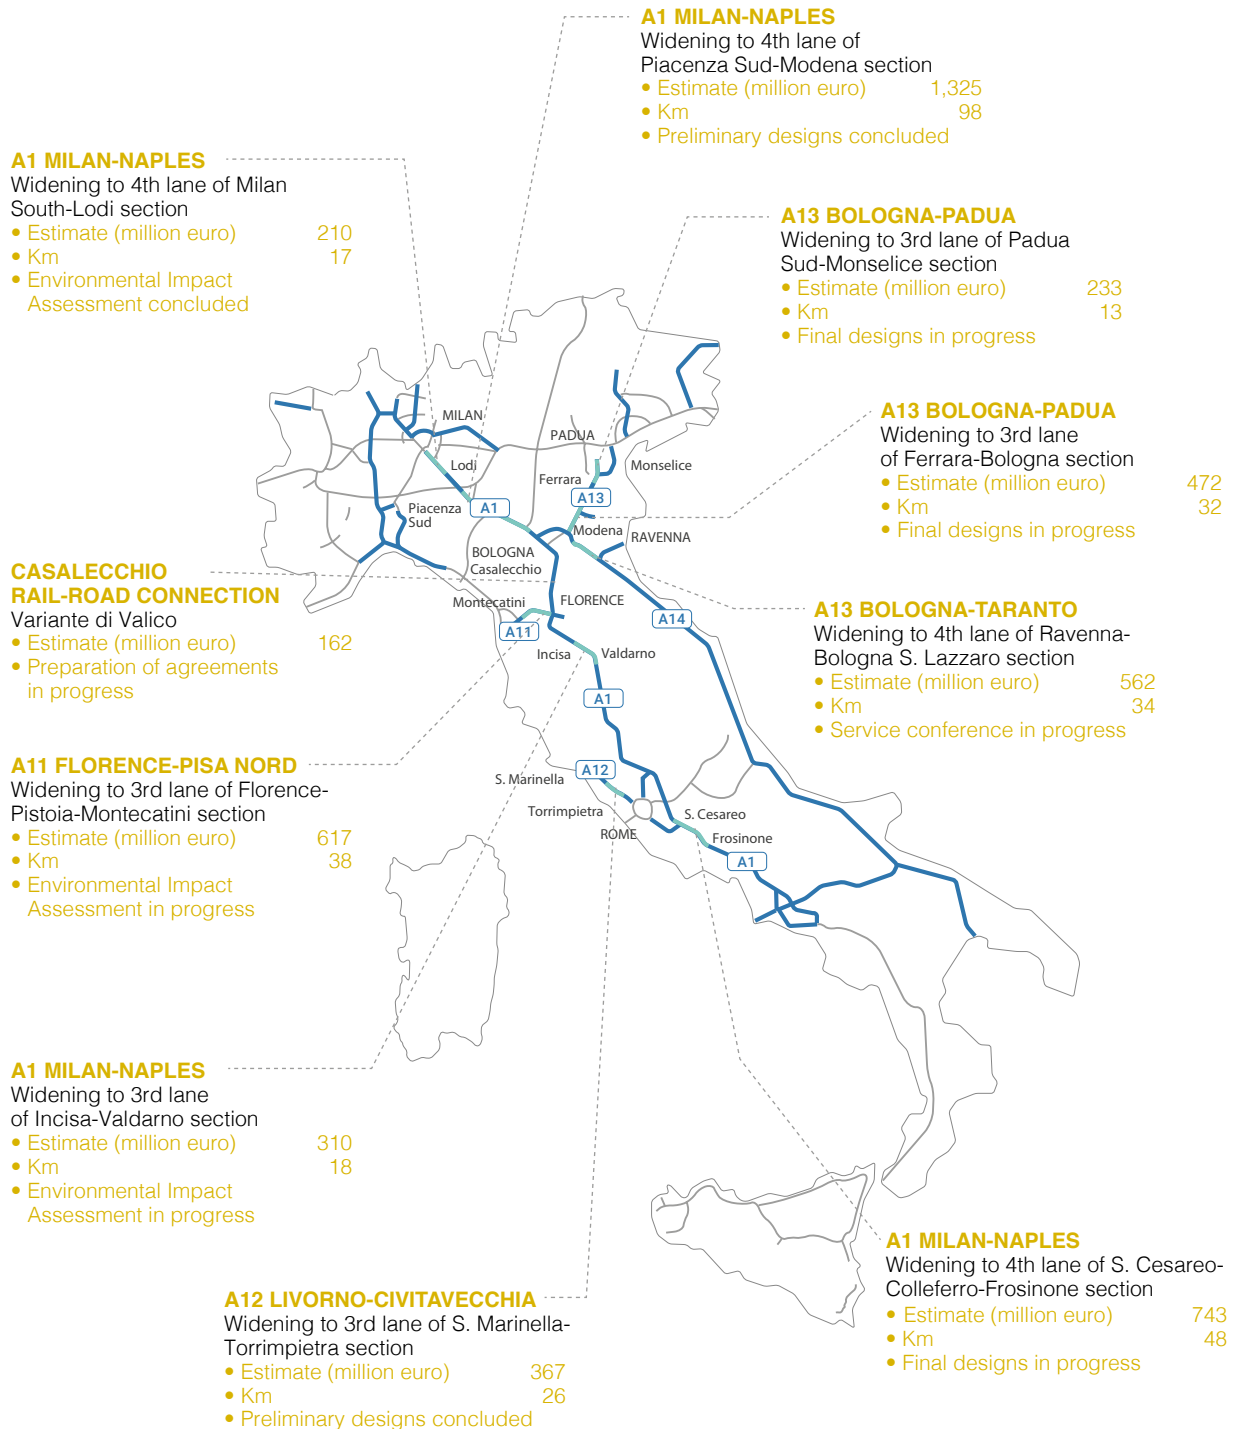 A1 MILAN-NAPLES
Widening to 4th lane of
Piacenza Sud-Modena section
• Estimate (million euro) 1,325
• Km 98
• Preliminary designs concluded
A1 MILAN-NAPLES
Widening to 4th lane of Milan
South-Lodi section
• Estimate (million euro) 210
• Km 17
• Environmental Impact
Assessment concluded
A13 BOLOGNA-PADUA
Widening to 3rd lane of Padua
Sud-Monselice section
• Estimate (million euro) 233
• Km 13
• Final designs in progress
A13 BOLOGNA-PADUA
Widening to 3rd lane
of Ferrara-Bologna section
• Estimate (million euro) 472
• Km 32
• Final designs in progress
MILAN
PADUA
Lodi
Monselice
Ferrara
A13
Piacenza
Sud
A1
Modena
RAVENNA
BOLOGNA
Casalecchio
CASALECCHIO
RAIL-ROAD CONNECTION
Variante di Valico
• Estimate (million euro) 162
• Preparation of agreements
in progress
Montecatini
FLORENCE
A11
A14
Incisa
Valdarno
A1
A13 BOLOGNA-TARANTO
Widening to 4th lane of Ravenna-
Bologna S. Lazzaro section
• Estimate (million euro) 562
• Km 34
• Service conference in progress
A11 FLORENCE-PISA NORD
Widening to 3rd lane of Florence-
Pistoia-Montecatini section
• Estimate (million euro) 617
• Km 38
• Environmental Impact
Assessment in progress
S. Marinella
A12
Torrimpietra
S. Cesareo
ROME
Frosinone
A1
A1 MILAN-NAPLES
Widening to 3rd lane
of Incisa-Valdarno section
• Estimate (million euro) 310
• Km 18
• Environmental Impact
Assessment in progress
A1 MILAN-NAPLES
Widening to 4th lane of S. Cesareo-
Colleferro-Frosinone section
• Estimate (million euro) 743
• Km 48
• Final designs in progress
A12 LIVORNO-CIVITAVECCHIA
Widening to 3rd lane of S. Marinella-
Torrimpietra section
• Estimate (million euro) 367
• Km 26
• Preliminary designs concluded